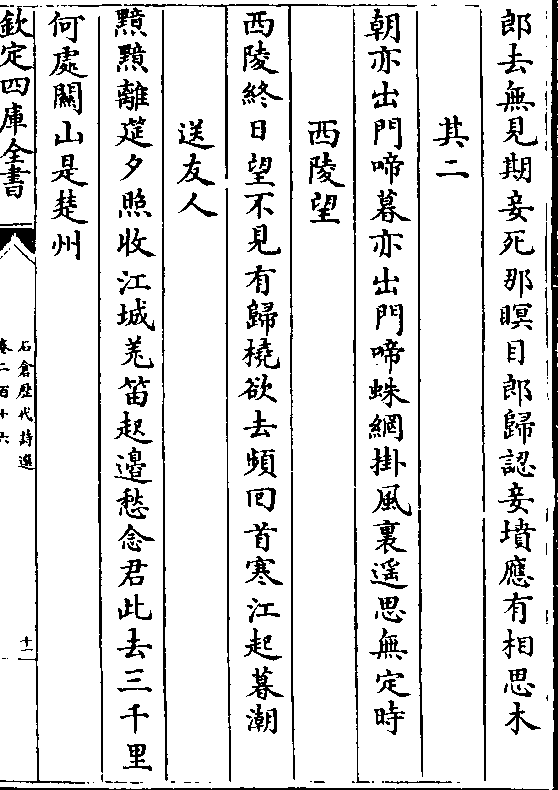 郎去無見期妾死那瞑目郎歸認妾墳應有相思木
其二
朝亦出門啼暮亦出門啼蛛網掛風裏遥思無定時
西陵望
西陵終日望不見有歸橈欲去頻囘首寒江起暮潮
送友人
黯黯離筵夕照收江城羗笛起邉愁念君此去三千里
何處闗山是楚州
欽定四庫全書
石倉歴代詩選
卷二百十六
十二